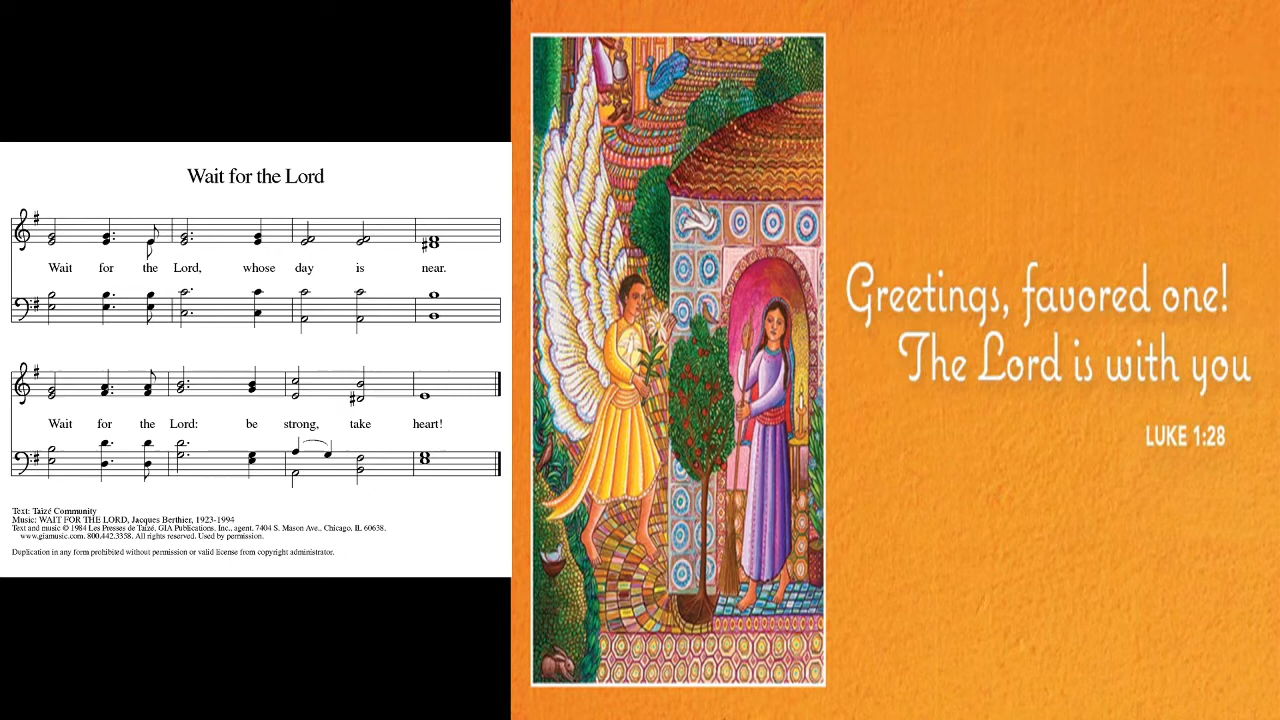 Wait for the Lord
Wait for the Lord, whose day is near.
Wait for the Lord: be strong, take heart!
Text: Taizé Community
Music: WAIT FOR THE LORD, Jacques Berthier, 1923-1994
Text and music © 1984 Les Presses de Taizé, GIA Publications, Inc., agent. 7404 S. Mason Ave., Chicago, IL 60638.
www.giamusic.com. 800.442.3358. All rights reserved. Used by permission.
Duplication in any form prohibited without permission or valid license from copyright administrator.
Greetings, favored one!
The Lord is with you
LUKE 1:28